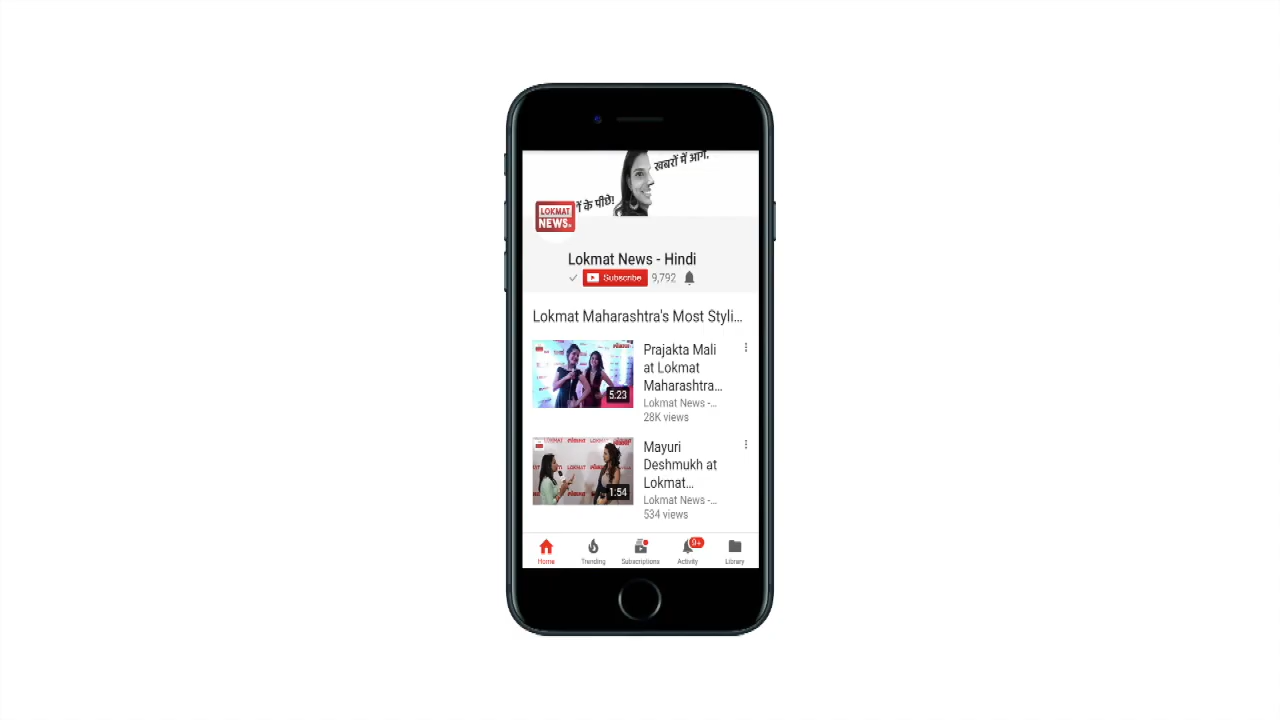 खबरों में आगे,
के पीछे!
LOKMAT
NEWS
Lokmat News - Hindi
Subscribe 9,792
Lokmat Maharashtra's Most Styli...
Prajakta Mali
at Lokmat
Maharashtra...
Lokmat News -...
28K views
5:23
Mayuri
Deshmukh at
Lokmat...
Lokmat News -...
534 views
1:54
9+
Home Trending Subscriptions Activity Library